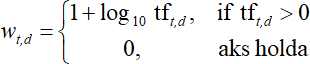 w_{t,d} = { 1 + log_{10} tf_{t,d}, if tf_{t,d} > 0
0, aks holda